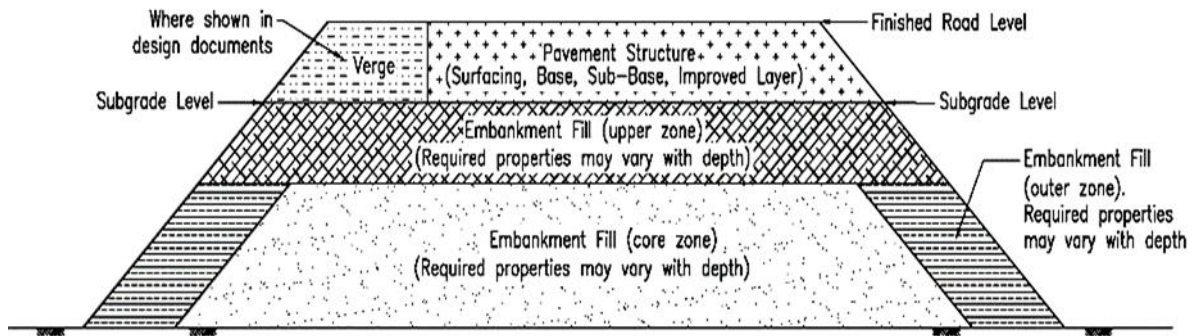 Where shown in
design documents
Finished Road Level
Verge
Pavement Structure
(Surfacing, Base, Sub-Base, Improved Layer)
Subgrade Level
Subgrade Level
Embankment Fill (upper zone)
(Required properties may vary with depth)
Embankment Fill
(outer zone).
Required properties
may vary with depth
Embankment Fill (core zone)
(Required properties may vary with depth)